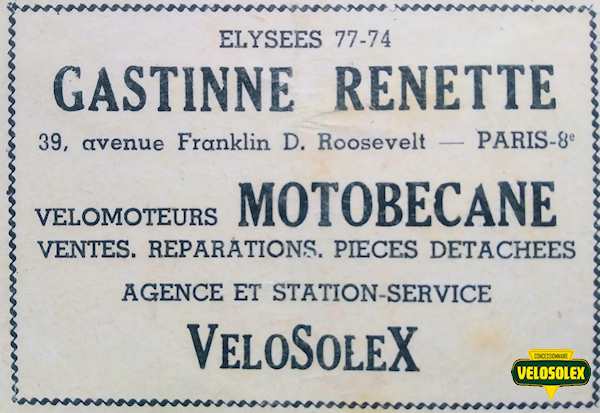 ELYSEES 77-74
GASTINNE RENETTE
39, avenue Franklin D. Roosevelt — PARIS-8e
VELOMOTEURS MOTOBECANE
VENTES. REPARATIONS. PIECES DETACHEES
AGENCE ET STATION-SERVICE
VELOSOLEX
CONCESSIONNAIRE
VELOSOLEX